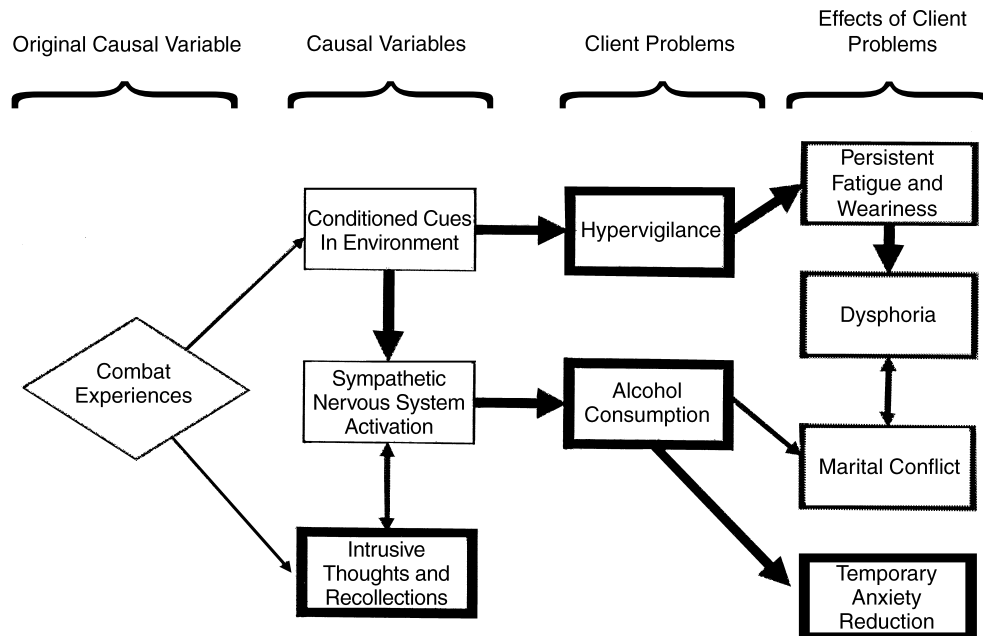 Original Causal Variable
Causal Variables
Client Problems
Effects of Client
Problems
Combat
Experiences
Conditioned Cues
In Environment
Sympathetic
Nervous System
Activation
Intrusive
Thoughts and
Recollections
Hypervigilance
Alcohol
Consumption
Persistent
Fatigue and
Weariness
Dysphoria
Marital Conflict
Temporary
Anxiety
Reduction